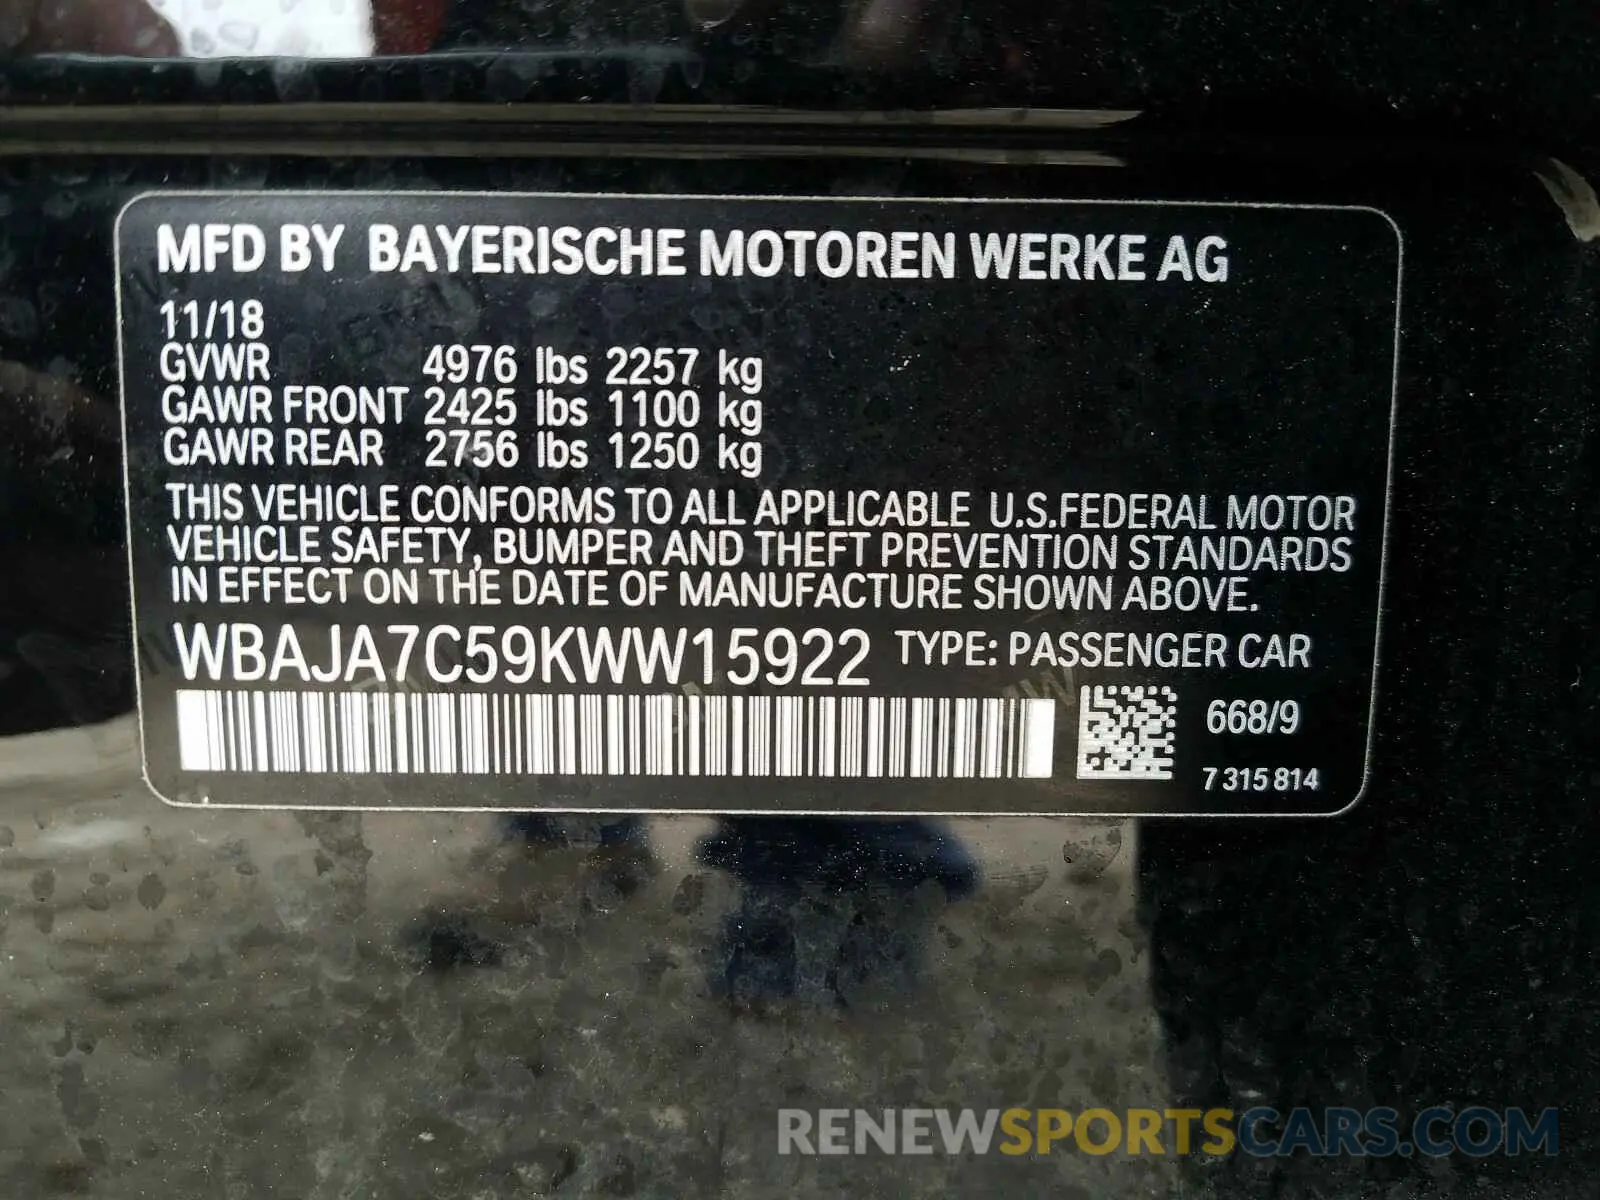 MFD BY BAYERISCHE MOTOREN WERKE AG
11/18
GVWR 4976 lbs 2257 kg
GAWR FRONT 2425 lbs 1100 kg
GAWR REAR 2756 lbs 1250 kg
THIS VEHICLE CONFORMS TO ALL APPLICABLE U.S.FEDERAL MOTOR
VEHICLE SAFETY, BUMPER AND THEFT PREVENTION STANDARDS
IN EFFECT ON THE DATE OF MANUFACTURE SHOWN ABOVE.
WBAJA7C59KWW15922 TYPE: PASSENGER CAR
668/9
7 315 814
RENEWSPORTSCARS.COM